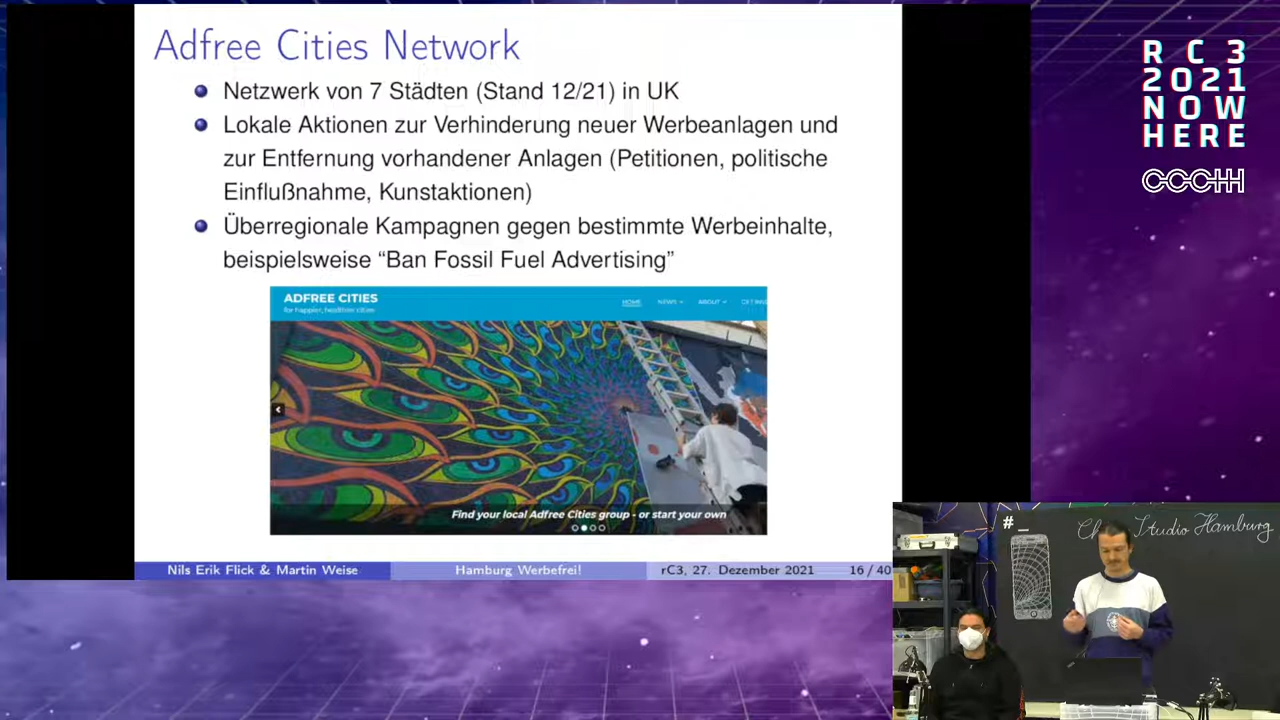 Adfree Cities Network
Netzwerk von 7 Städten (Stand 12/21) in UK
Lokale Aktionen zur Verhinderung neuer Werbeanlagen und
zur Entfernung vorhandener Anlagen (Petitionen, politische
Einflußnahme, Kunstaktionen)
Überregionale Kampagnen gegen bestimmte Werbeinhalte,
beispielsweise “Ban Fossil Fuel Advertising”
ADFREE CITIES
for happier, healthier cities
HOME NEWS ABOUT
Find your local Adfree Cities group - or start your own
Nils Erik Flick & Martin Weise Hamburg Werbefrei! rC3, 27. Dezember 2021 16 / 40
RC3
2021
NOW
HERE
CCCHH
#_
Studio Hamburg